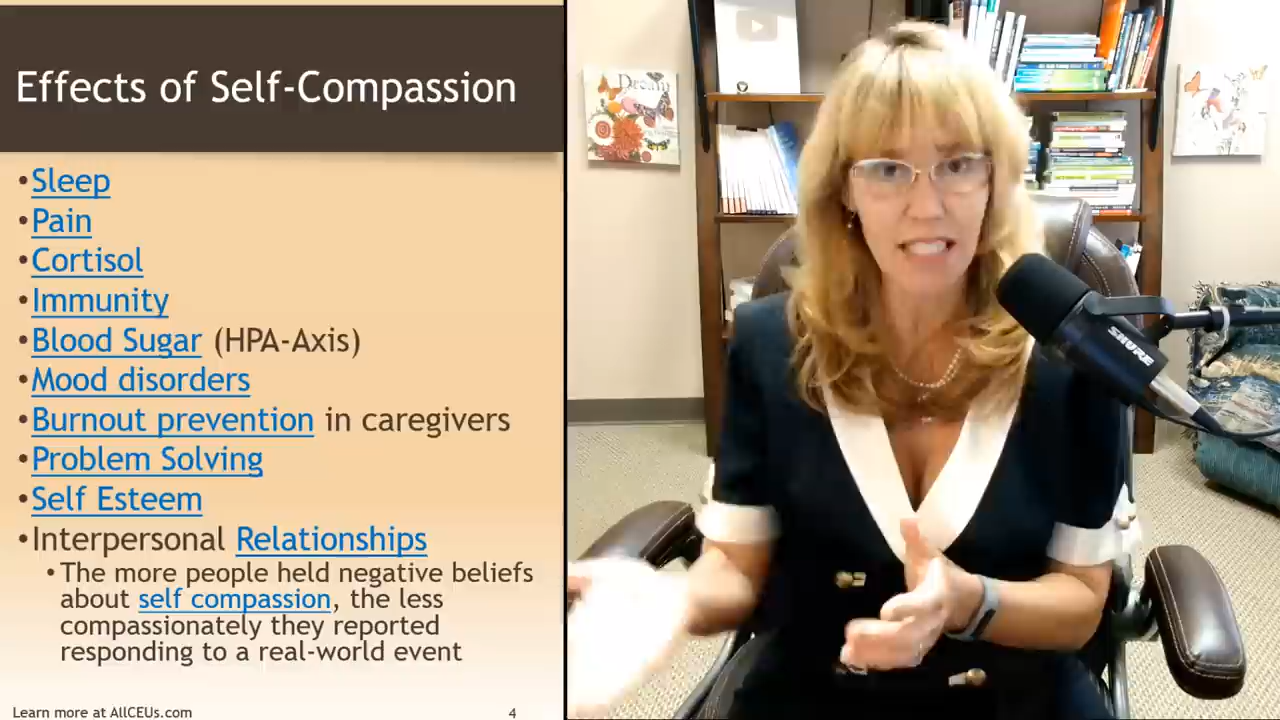 Effects of Self-Compassion
•Sleep
•Pain
•Cortisol
•Immunity
•Blood Sugar (HPA-Axis)
•Mood disorders
•Burnout prevention in caregivers
•Problem Solving
•Self Esteem
•Interpersonal Relationships
•The more people held negative beliefs
about self compassion, the less
compassionately they reported
responding to a real-world event
Learn more at AllCEUs.com
4
Dream
SHURE